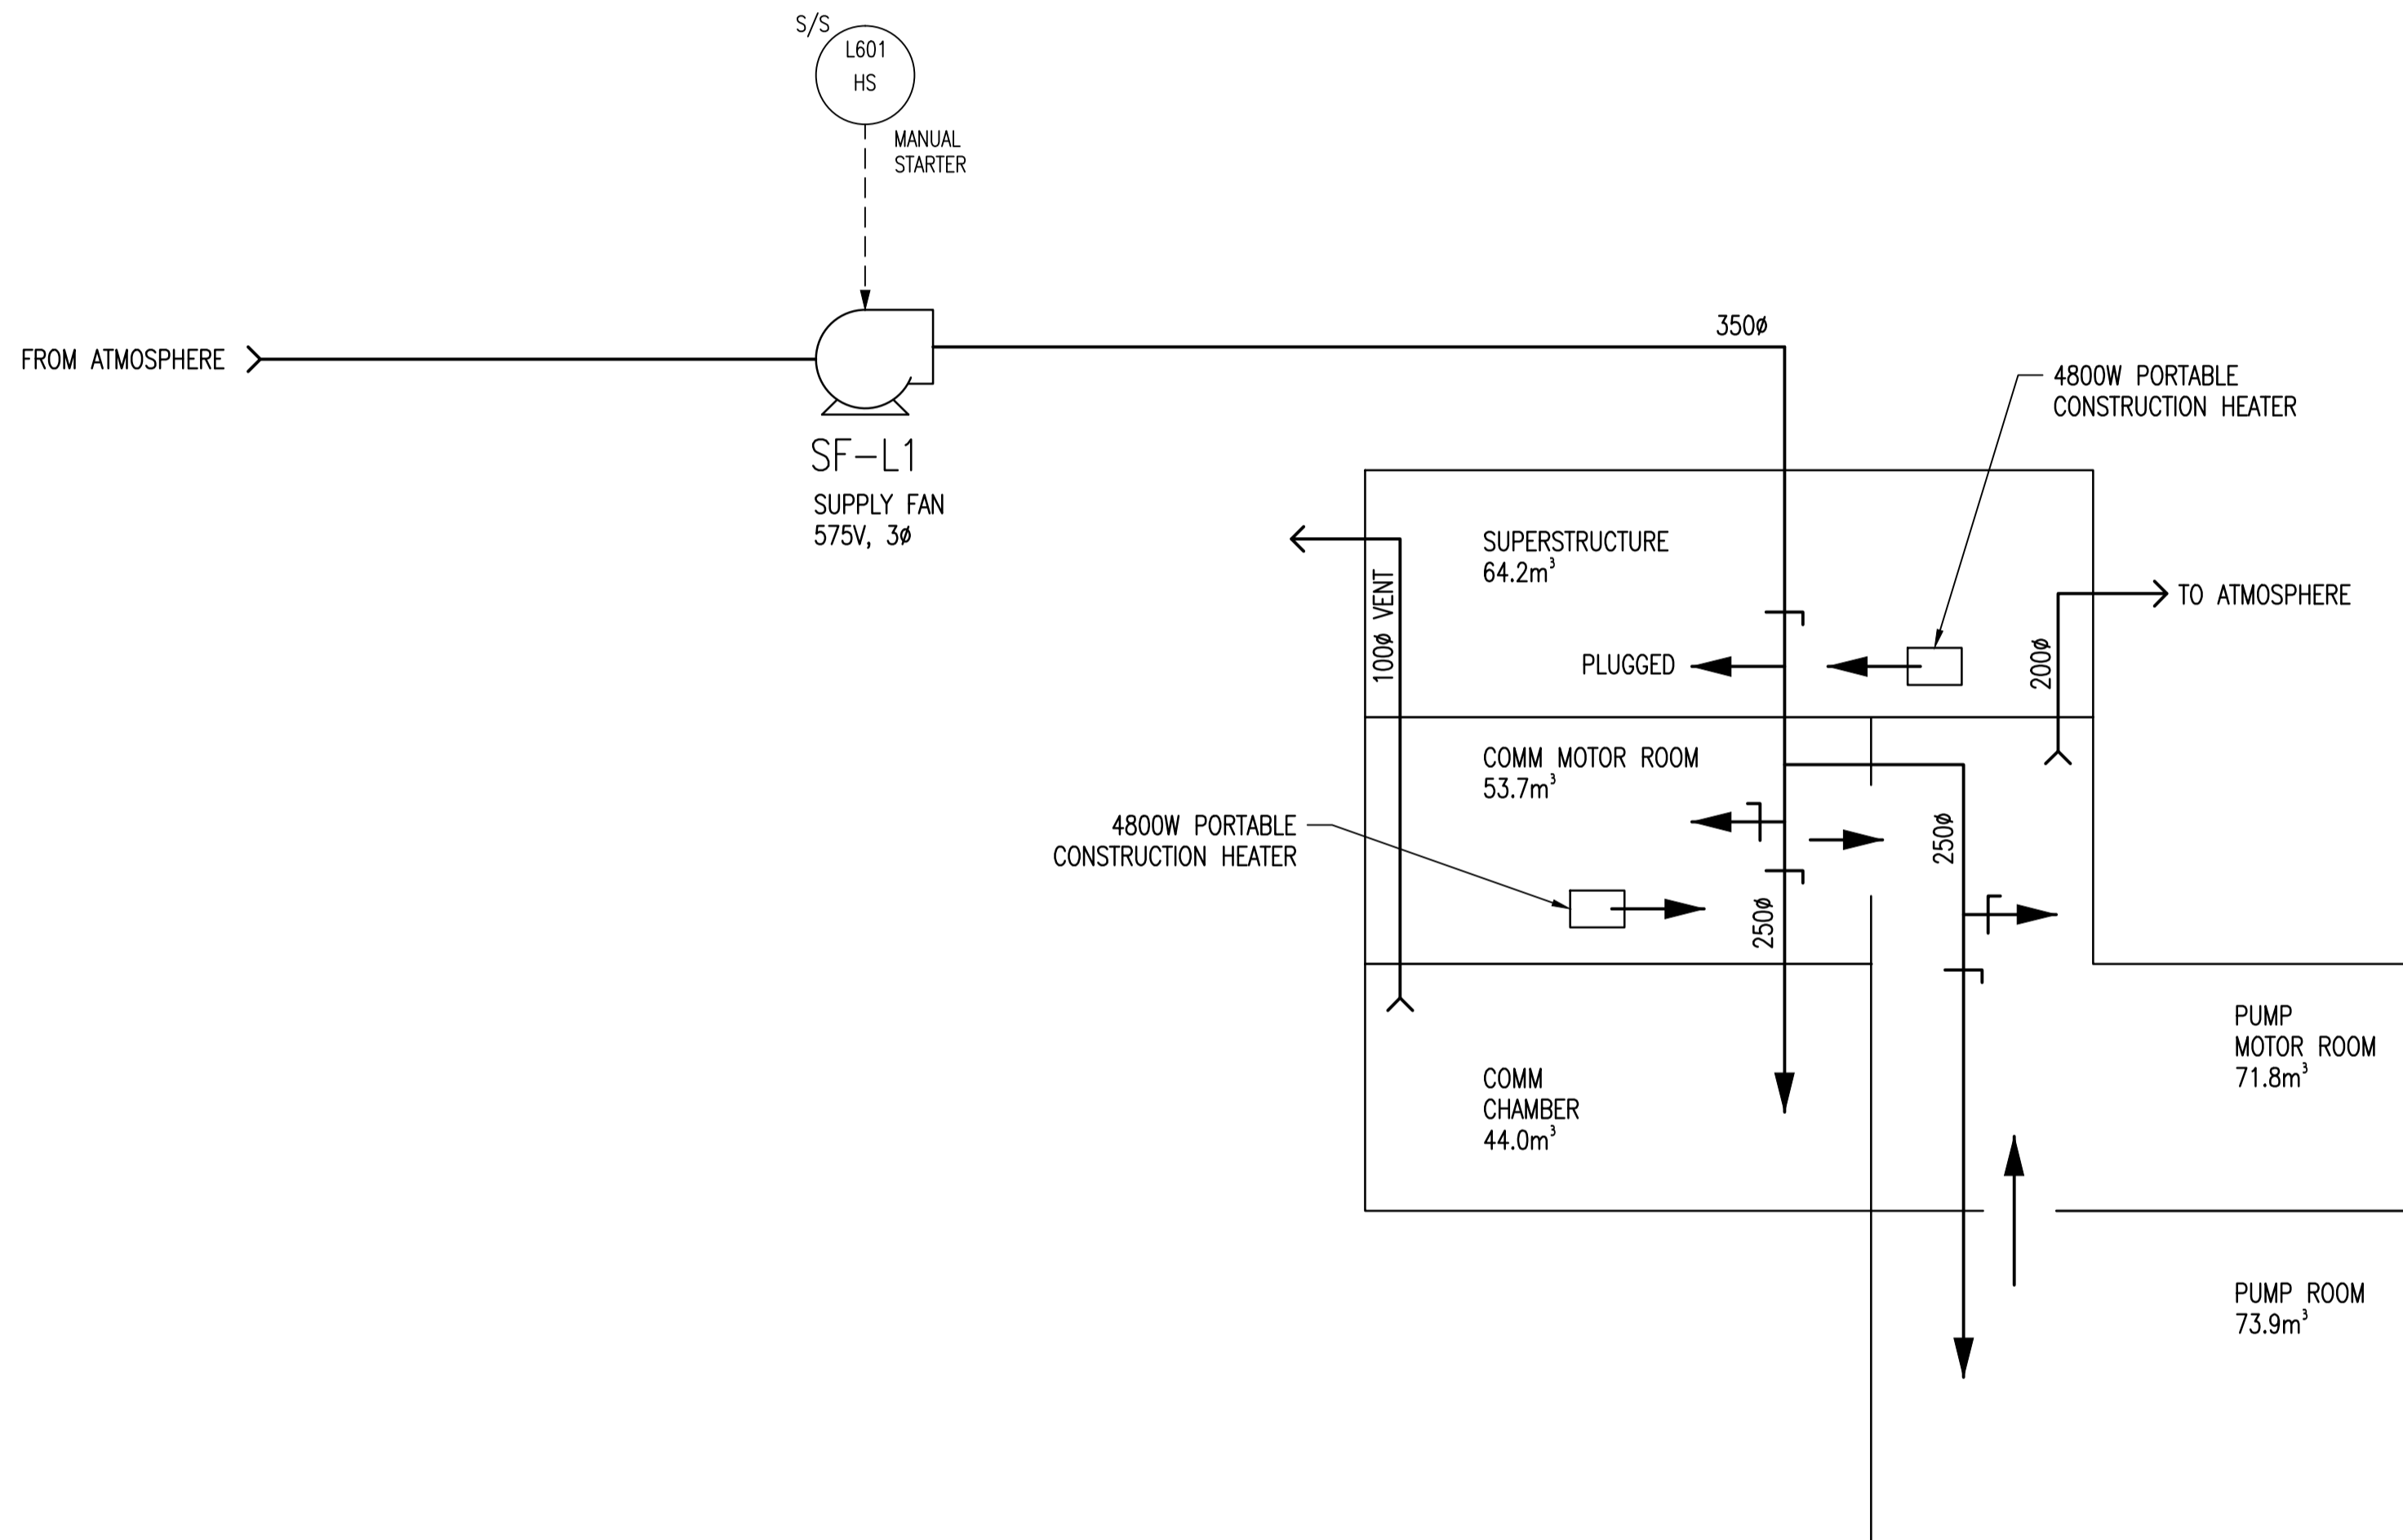 S/S
L601
HS
MANUAL
STARTER
350ø
FROM ATMOSPHERE
4800W PORTABLE
CONSTRUCTION HEATER
SF-L1
SUPPLY FAN
575V, 3ø
SUPERSTRUCTURE
64.2m³
TO ATMOSPHERE
100ø VENT
PLUGGED
200ø
COMM MOTOR ROOM
53.7m³
4800W PORTABLE
CONSTRUCTION HEATER
250ø
250ø
PUMP
MOTOR ROOM
71.8m³
COMM
CHAMBER
44.0m³
PUMP ROOM
73.9m³